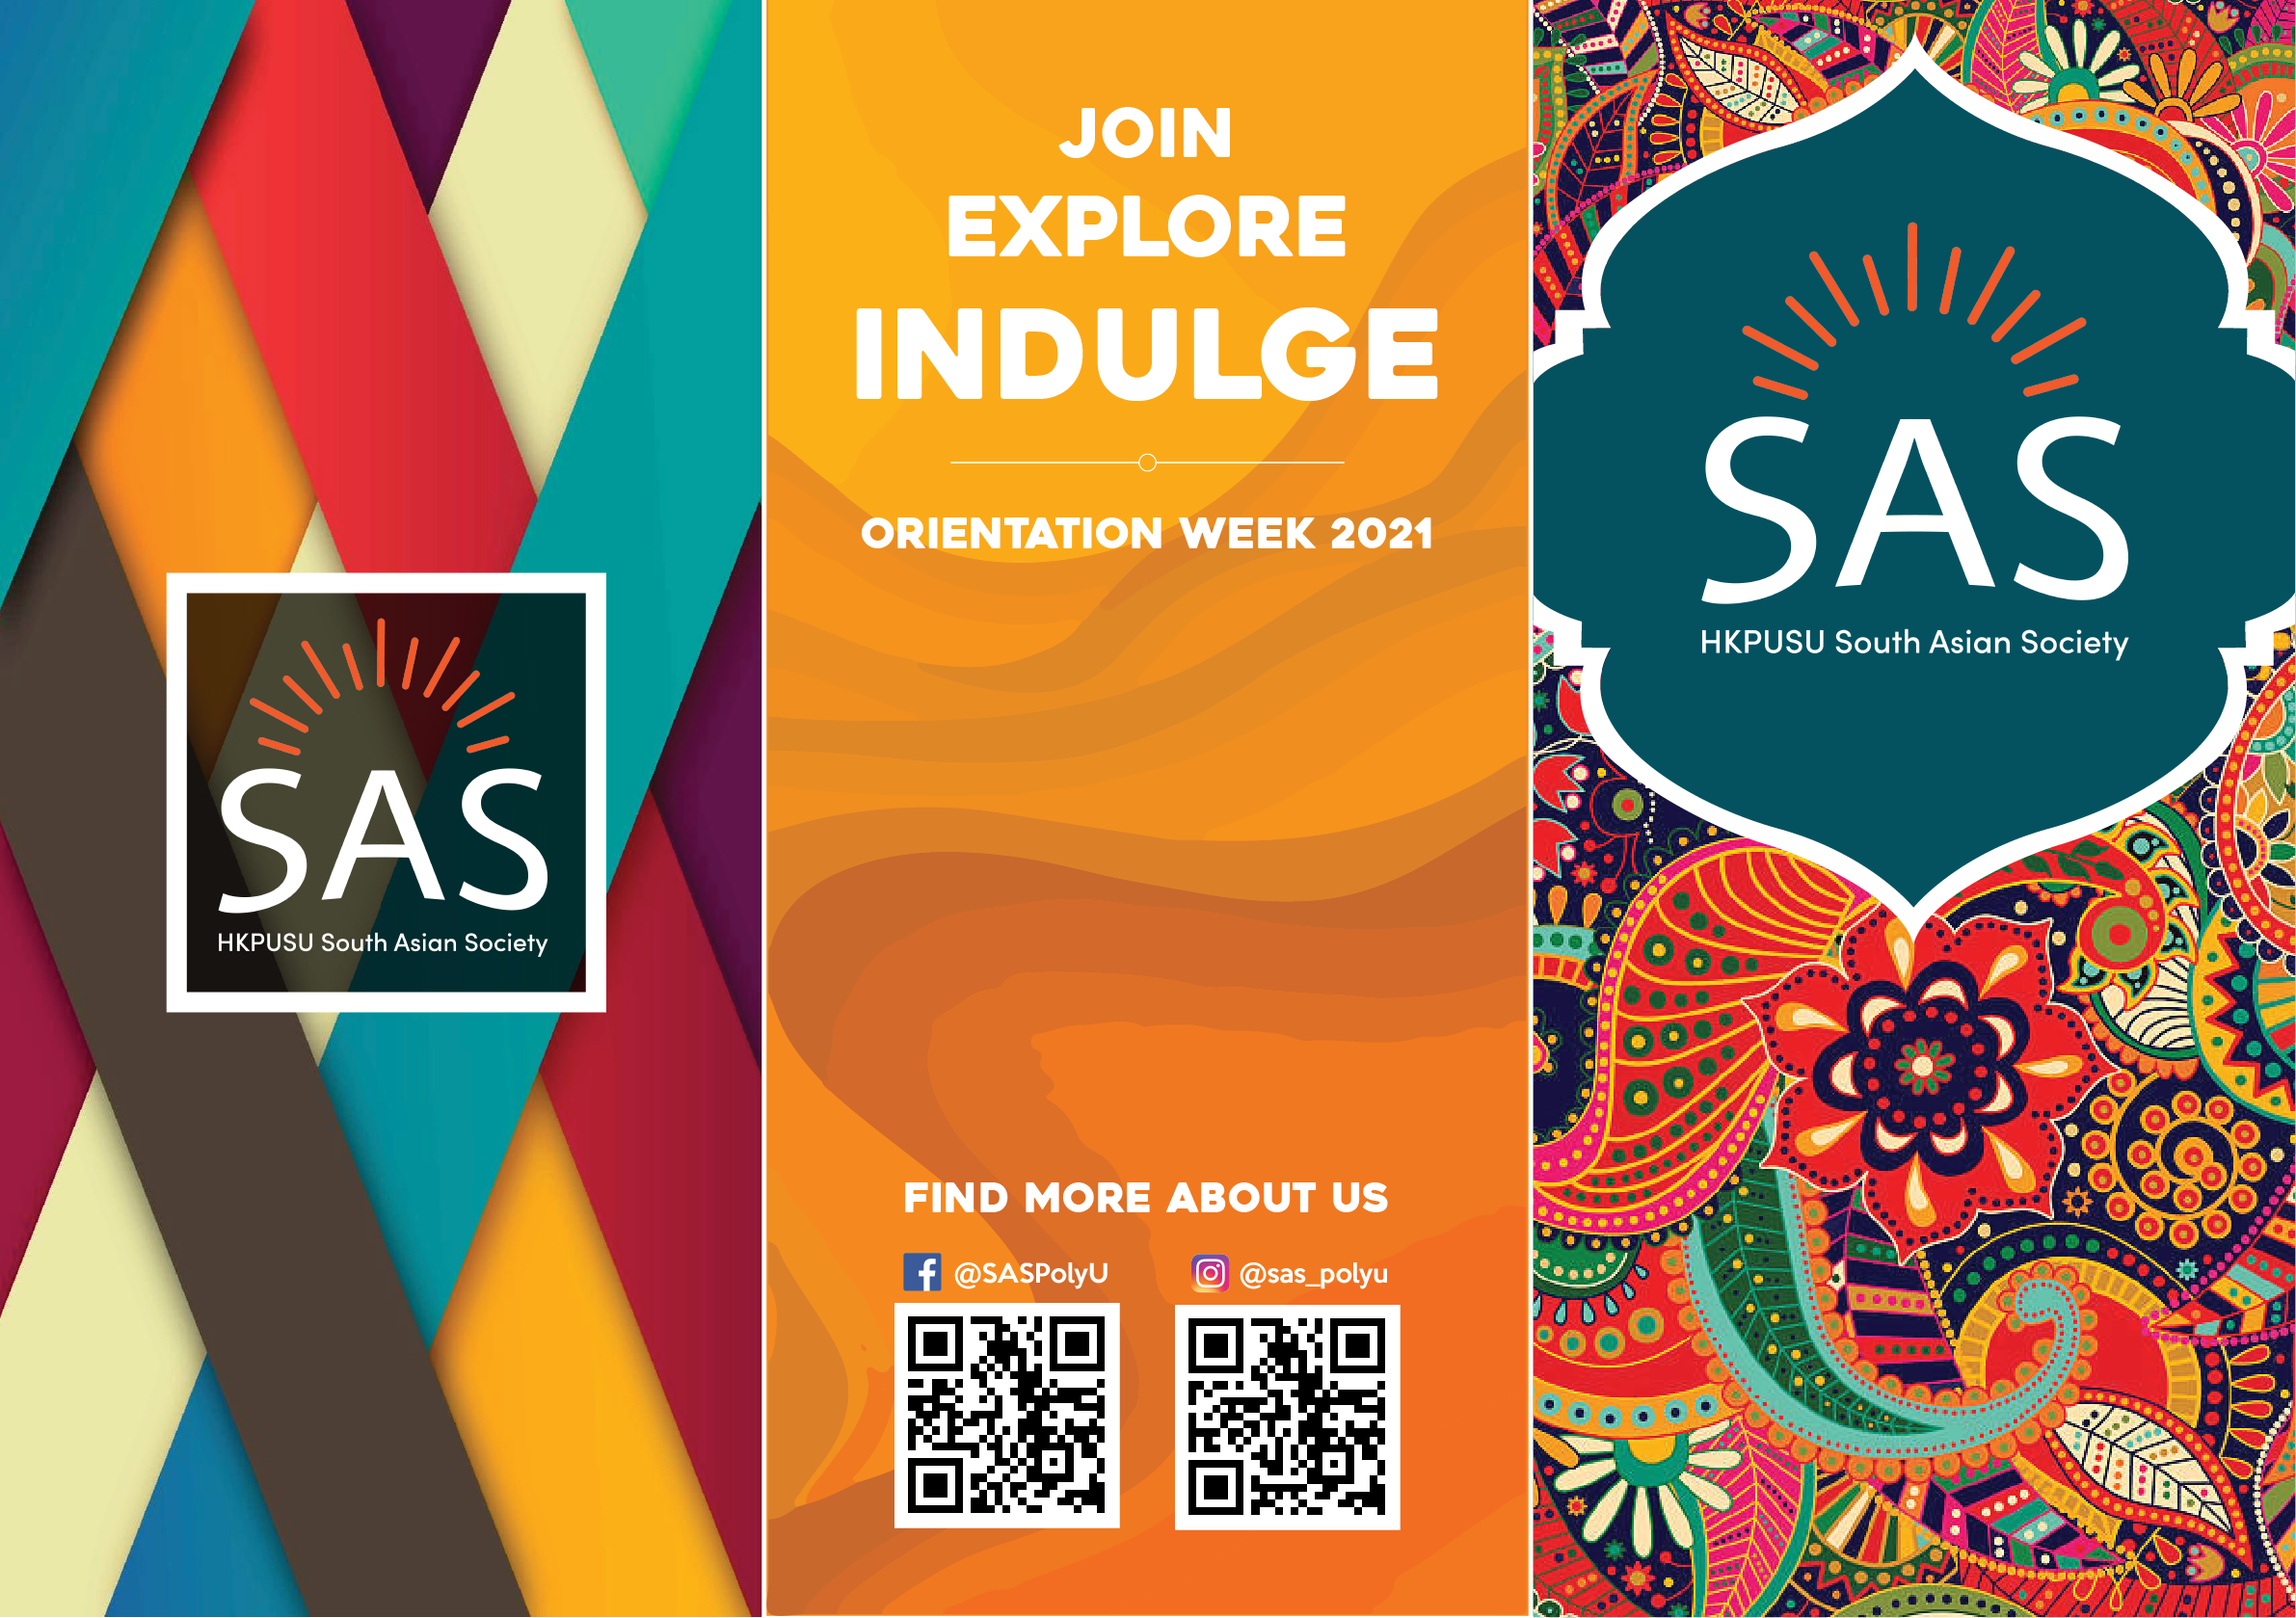 SAS
HKPUSU South Asian Society
JOIN
EXPLORE
INDULGE
ORIENTATION WEEK 2021
FIND MORE ABOUT US
@SASPolyU
@sas_polyu
SAS
HKPUSU South Asian Society